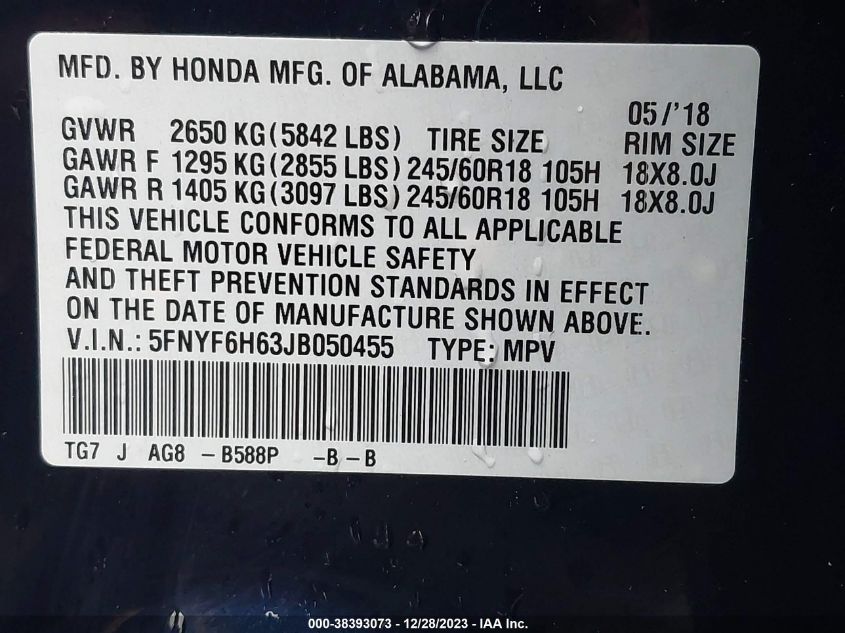 MFD. BY HONDA MFG. OF ALABAMA, LLC
05/'18
GVWR 2650 KG(5842 LBS) TIRE SIZE RIM SIZE
GAWR F 1295 KG(2855 LBS) 245/60R18 105H 18X8.0J
GAWR R 1405 KG(3097 LBS) 245/60R18 105H 18X8.0J
THIS VEHICLE CONFORMS TO ALL APPLICABLE
FEDERAL MOTOR VEHICLE SAFETY
AND THEFT PREVENTION STANDARDS IN EFFECT
ON THE DATE OF MANUFACTURE SHOWN ABOVE.
V.I.N.: 5FNYF6H63JB050455 TYPE: MPV
TG7 J AG8 – B588P –B – B
000-38393073 - 12/28/2023 - IAA Inc.